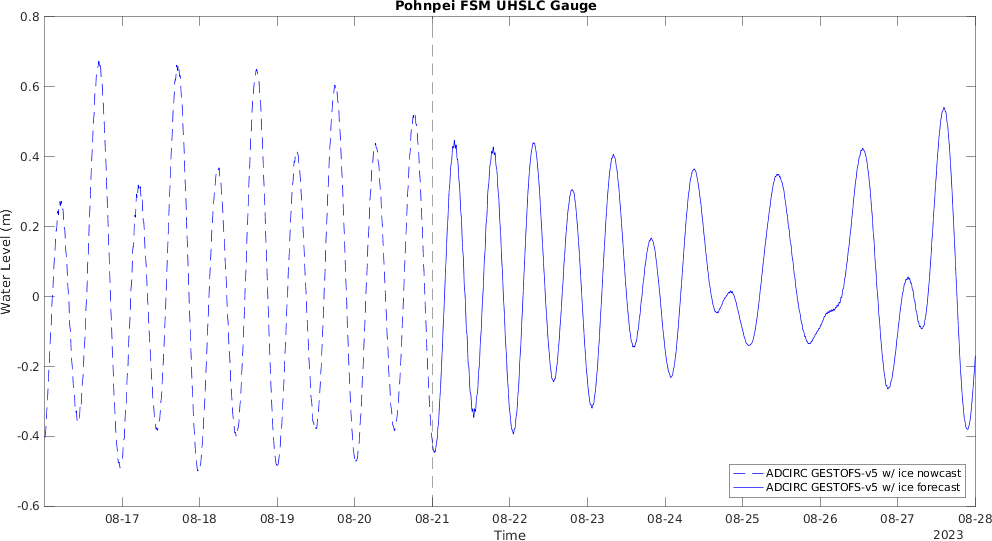 Pohnpei FSM UHSLC Gauge
0.8
0.6
0.4
0.2
0
-0.2
-0.4
-0.6
Water Level (m)
ADCIRC GESTOFS-v5 w/ ice nowcast
ADCIRC GESTOFS-v5 w/ ice forecast
08-17 08-18 08-19 08-20 08-21 08-22 08-23 08-24 08-25 08-26 08-27 08-28
Time
2023